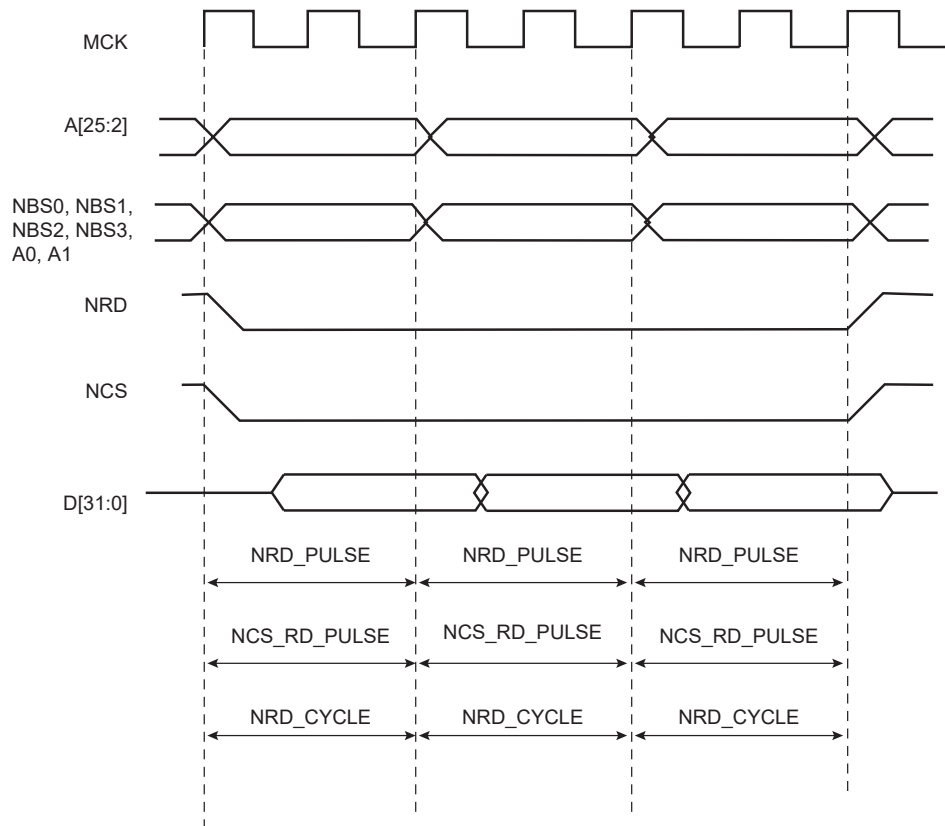 MCK
A[25:2]
NBS0, NBS1,
NBS2, NBS3,
A0, A1
NRD
NCS
D[31:0]
NRD_PULSE NRD_PULSE NRD_PULSE
NCS_RD_PULSE NCS_RD_PULSE NCS_RD_PULSE
NRD_CYCLE NRD_CYCLE NRD_CYCLE